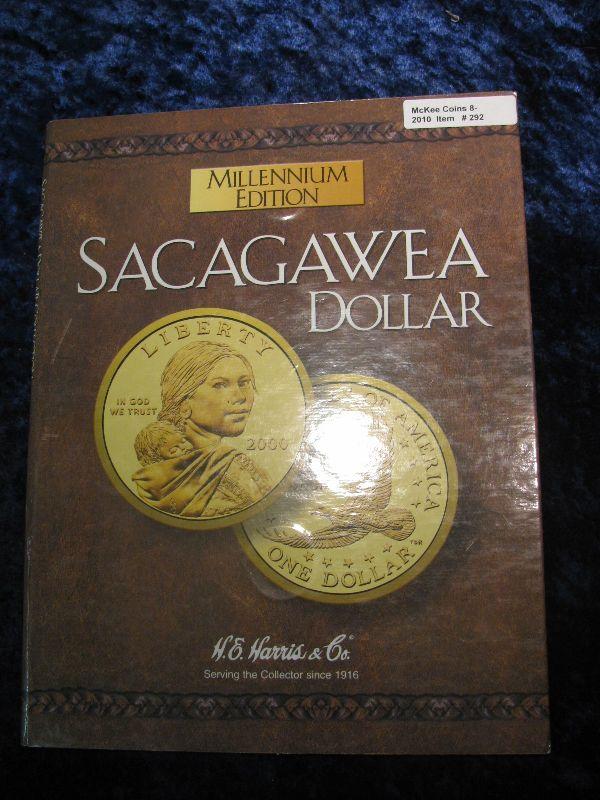 McKee Coins 8-
2010 Item # 292
MILLENNIUM
EDITION
SACAGAWEA
DOLLAR
LIBERTY
IN GOD
WE TRUST
2000
OF AMERICA
ONE DOLLAR
H.E. Harris & Co.
Serving the Collector since 1916